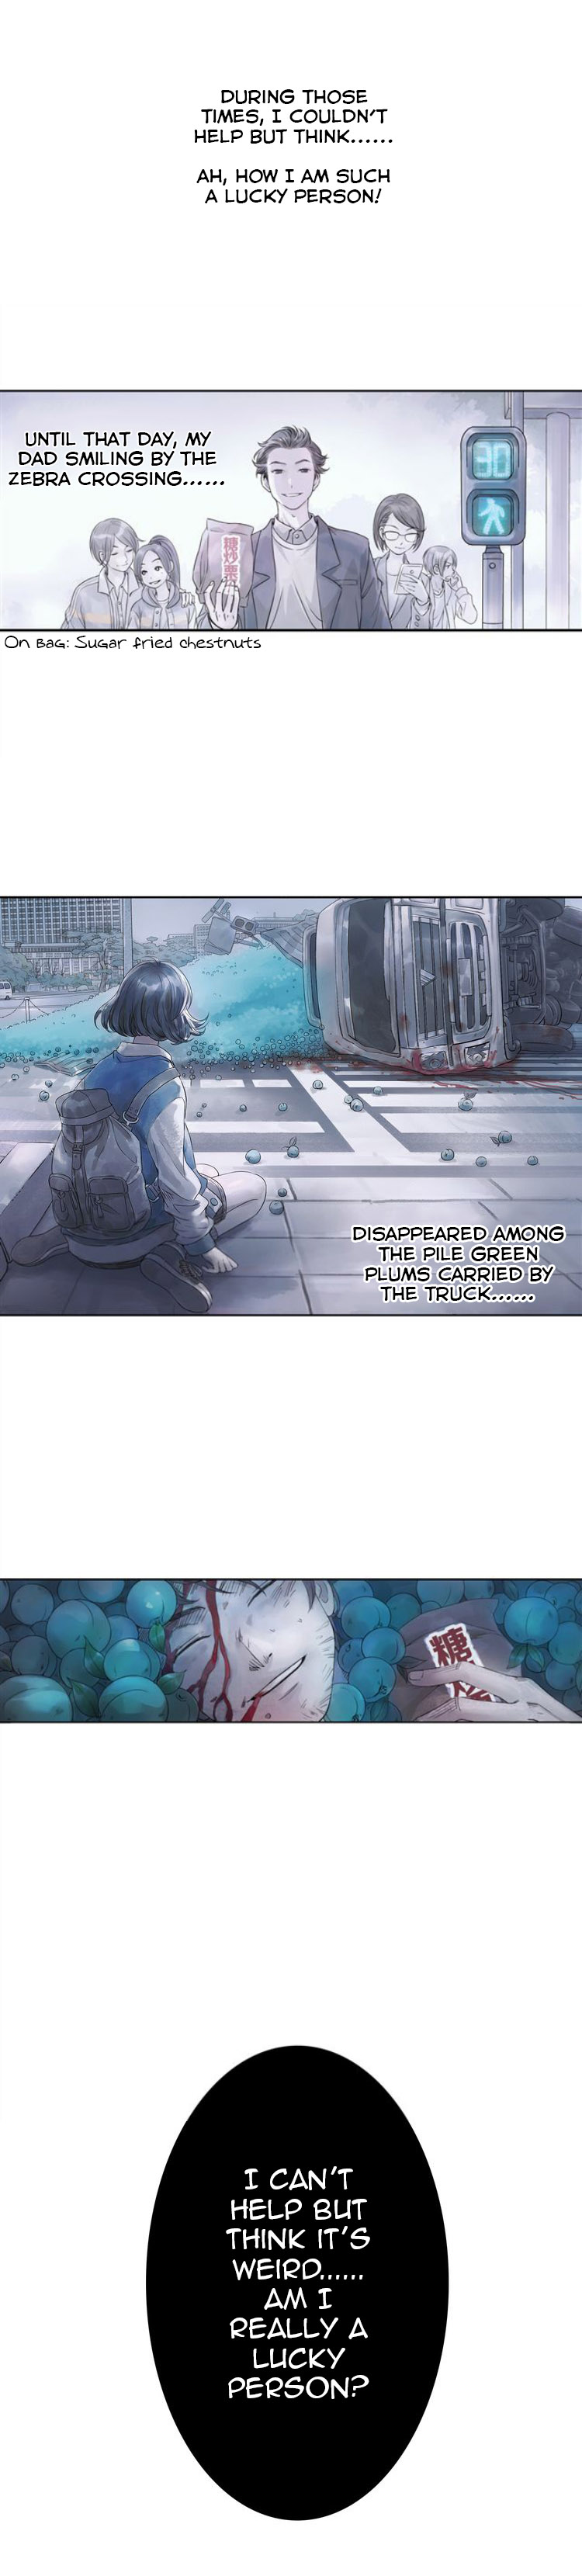 DURING THOSE
TIMES, I COULDN'T
HELP BUT THINK......
AH, HOW I AM SUCH
A LUCKY PERSON!
UNTIL THAT DAY, MY
DAD SMILING BY THE
ZEBRA CROSSING......
30
糖炒栗
On bag: Sugar fried chestnuts
DISAPPEARED AMONG
THE PILE GREEN
PLUMS CARRIED BY
THE TRUCK......
糖
I CAN'T
HELP BUT
THINK IT'S
WEIRD......
AM I
REALLY A
LUCKY
PERSON?